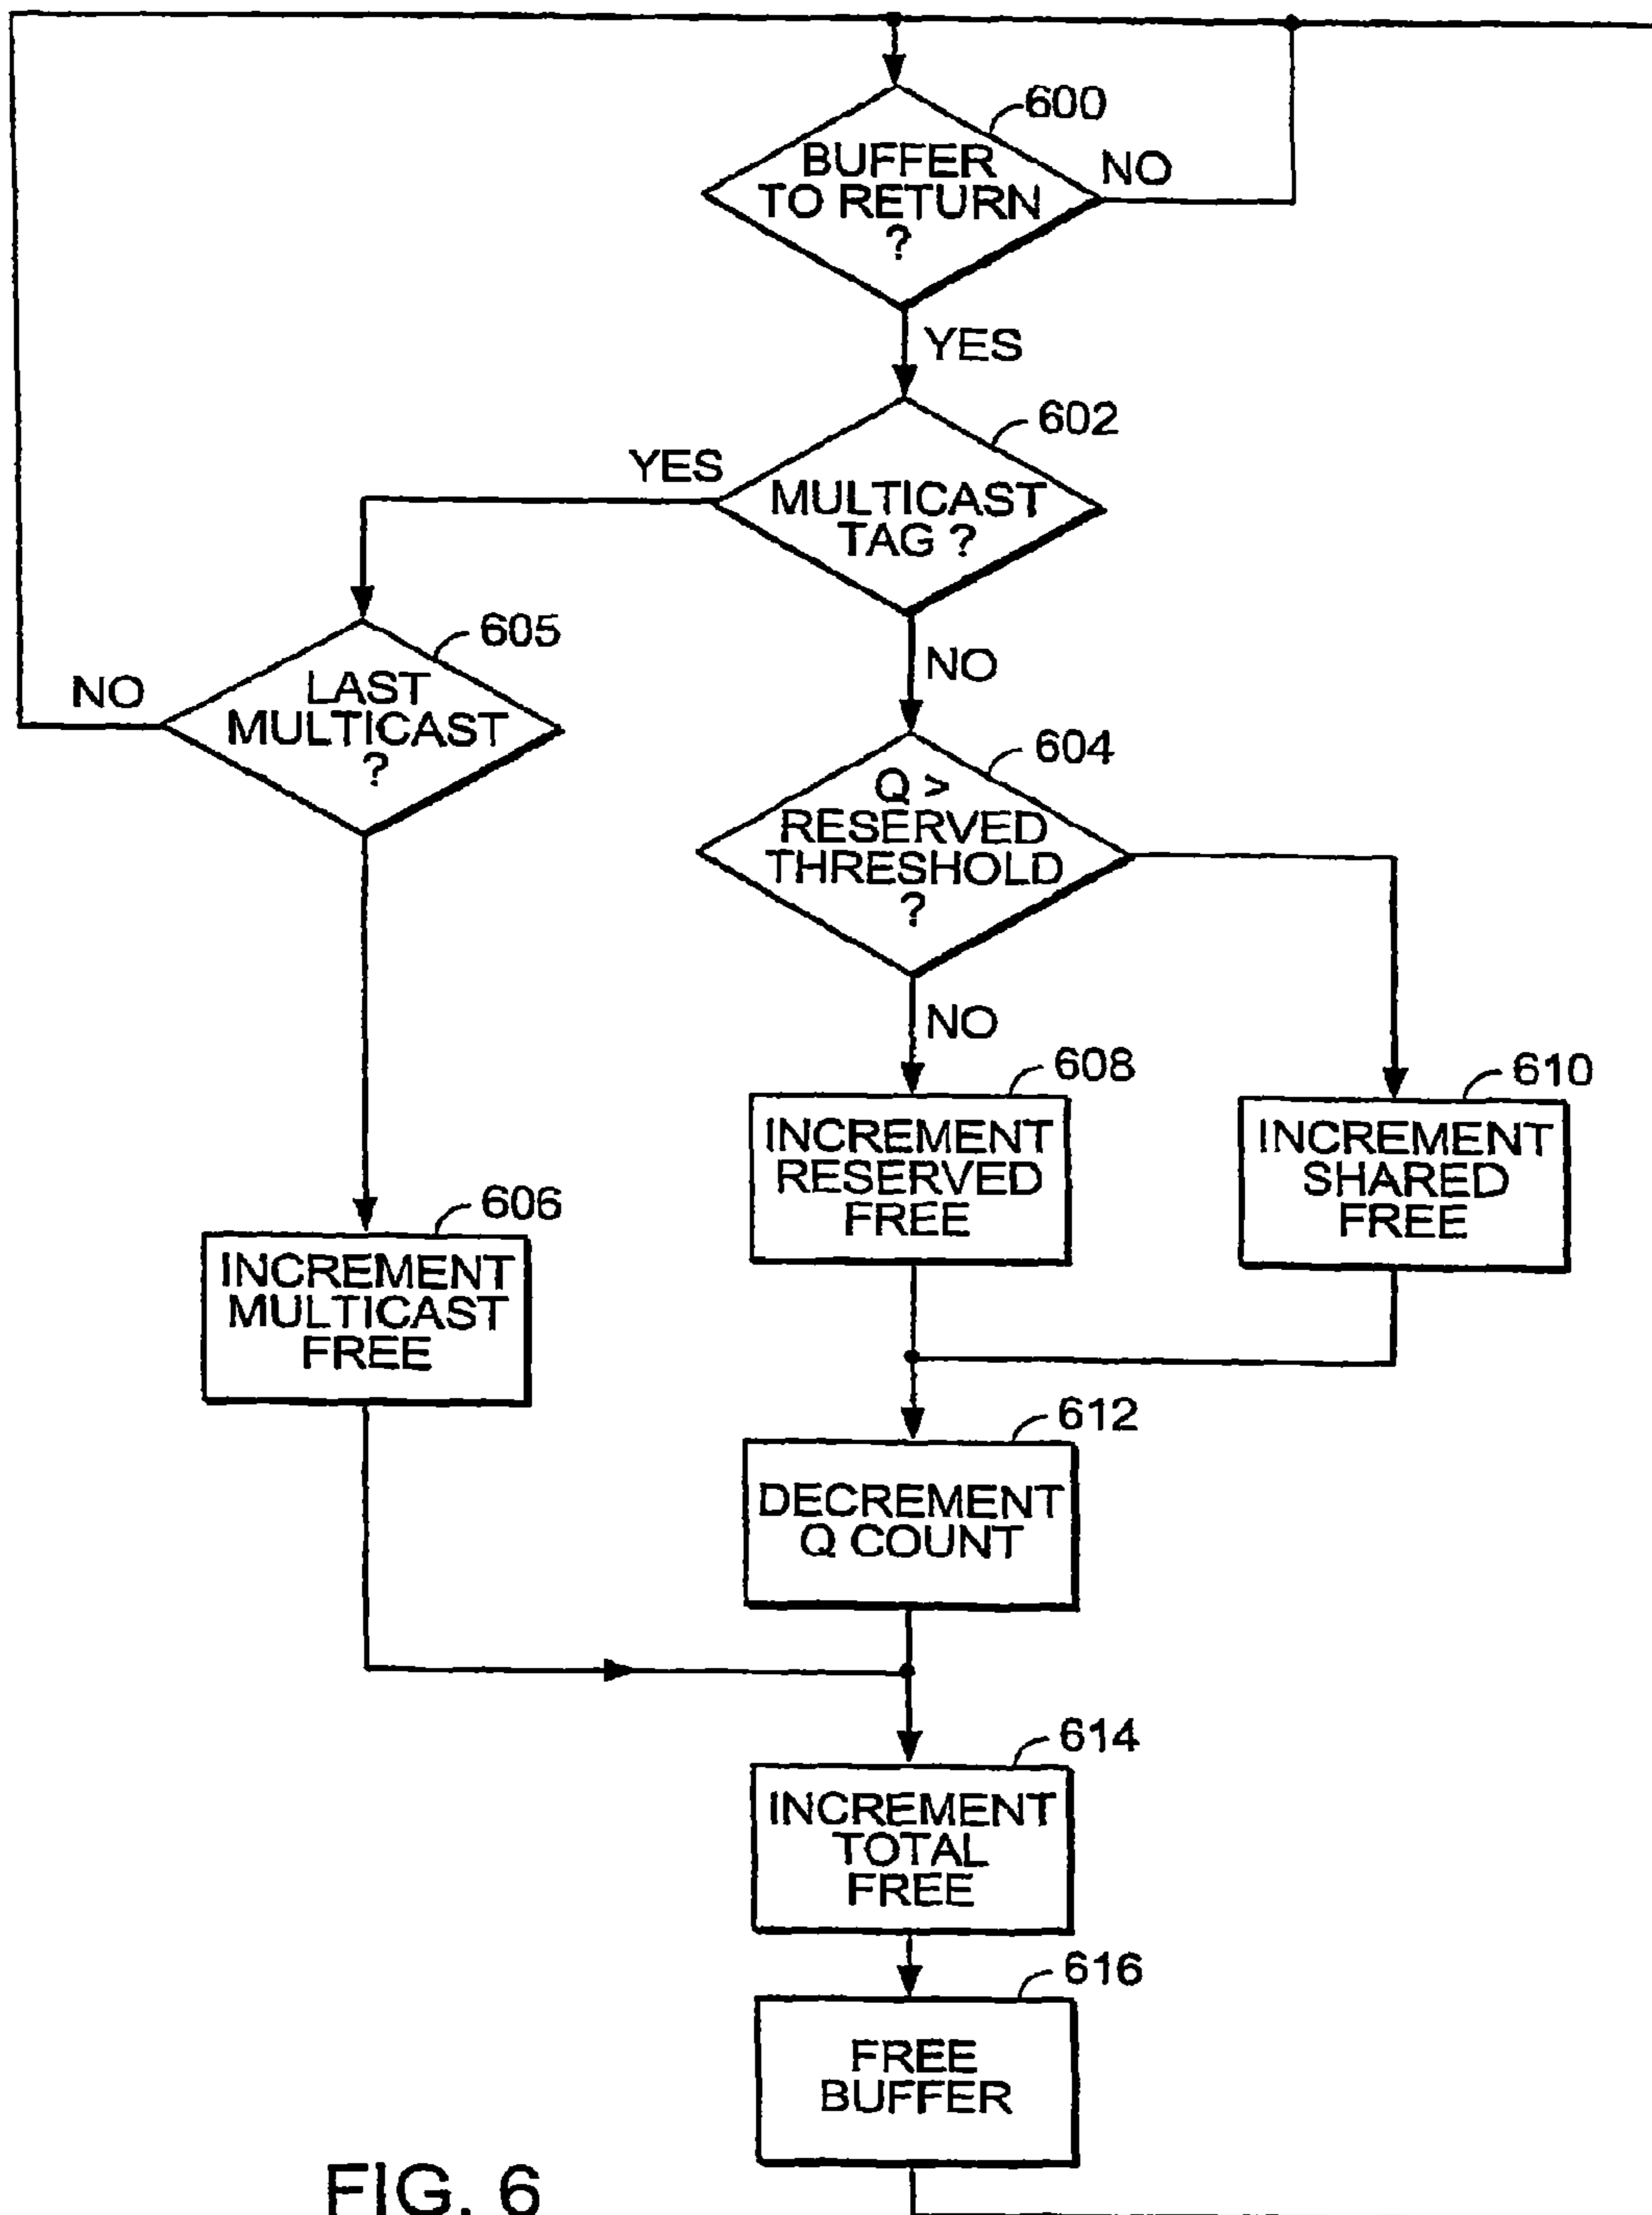 600
BUFFER
TO RETURN
?
NO
YES
602
YES
MULTICAST
TAG ?
605
NO
LAST
MULTICAST
?
NO
604
Q >
RESERVED
THRESHOLD
?
NO
608
INCREMENT
RESERVED
FREE
610
INCREMENT
SHARED
FREE
606
INCREMENT
MULTICAST
FREE
612
DECREMENT
Q COUNT
614
INCREMENT
TOTAL
FREE
616
FREE
BUFFER
FIG. 6